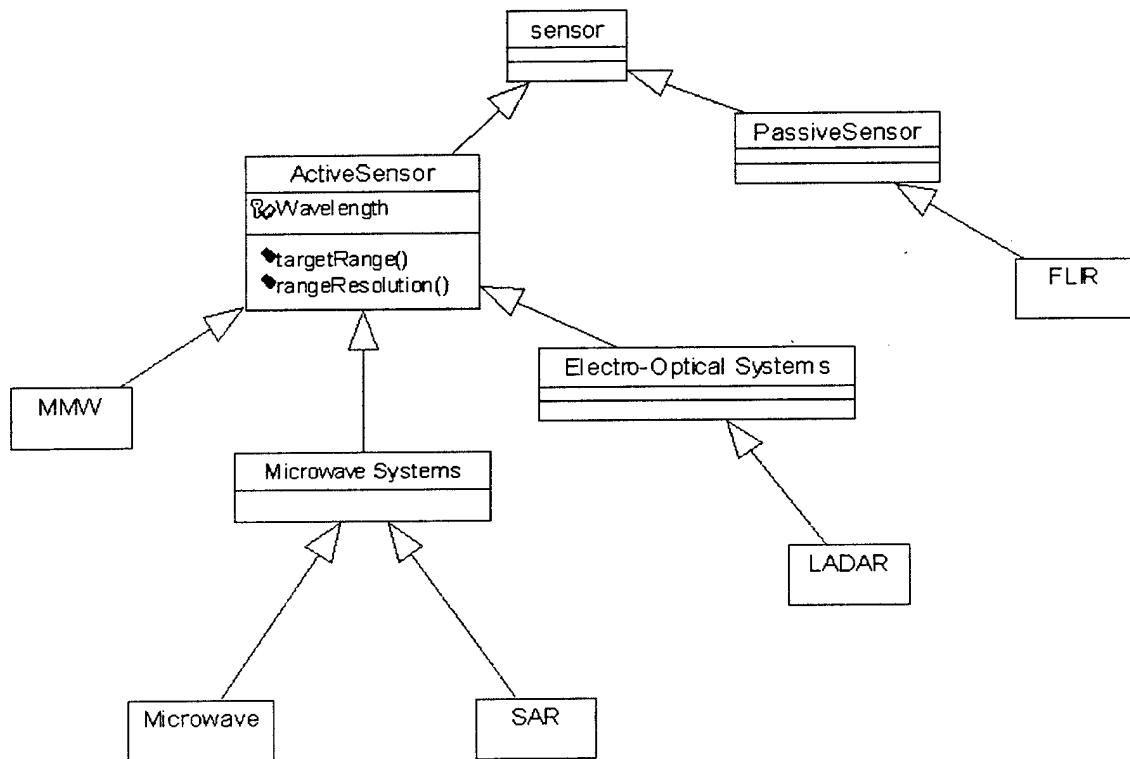 sensor
PassiveSensor
ActiveSensor
Wavelength
targetRange()
rangeResolution()
FLIR
Electro-Optical Systems
MMW
Microwave Systems
LADAR
Microwave
SAR